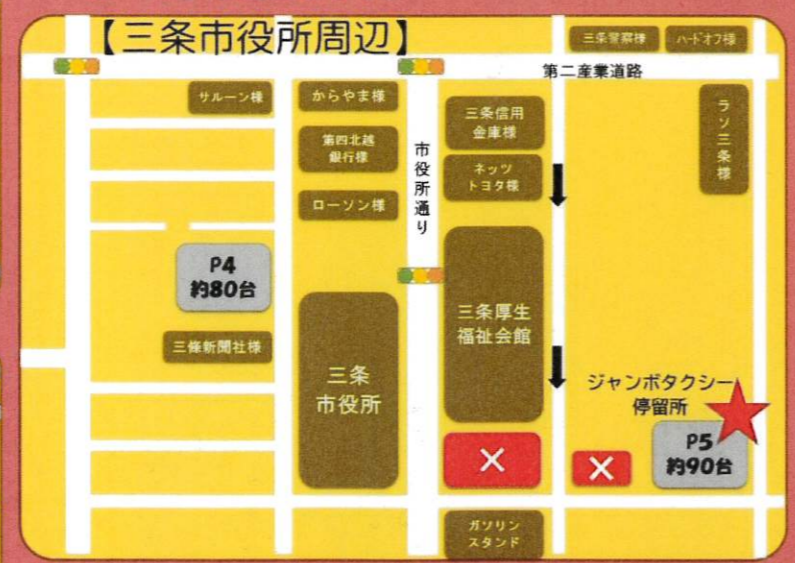 【三条市役所周辺】
三条警察様
ハードオフ様
第二産業道路
サルーン様
からやま様
三条信用
金庫様
ラソ三条様
第四北越
銀行様
市役所通り
ネッツ
トヨタ様
ローソン様
P4
約80台
三條新聞社様
三条
市役所
三条厚生
福祉会館
ジャンボタクシー
停留所
P5
約90台
ガソリン
スタンド